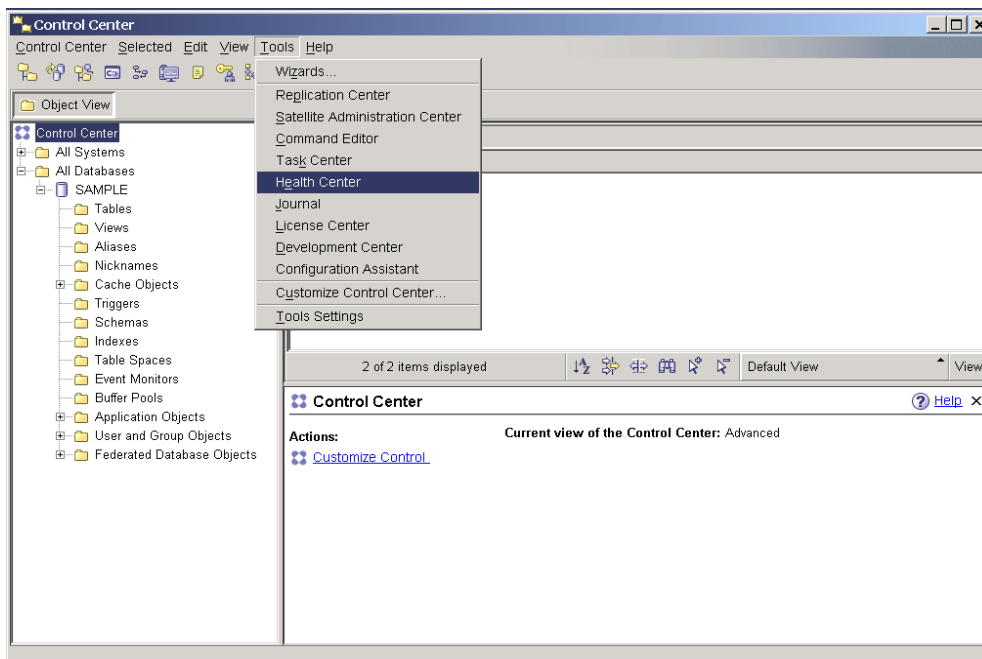 Control Center
Control Center Selected Edit View Tools Help
Wizards...
Replication Center
Satellite Administration Center
Command Editor
Task Center
Health Center
Journal
License Center
Development Center
Configuration Assistant
Customize Control Center...
Tools Settings
Object View
Control Center
All Systems
All Databases
SAMPLE
Tables
Views
Aliases
Nicknames
Cache Objects
Triggers
Schemas
Indexes
Table Spaces
Event Monitors
Buffer Pools
Application Objects
User and Group Objects
Federated Database Objects
2 of 2 items displayed
Default View
View
Control Center
Help
Actions:
Customize Control
Current view of the Control Center: Advanced